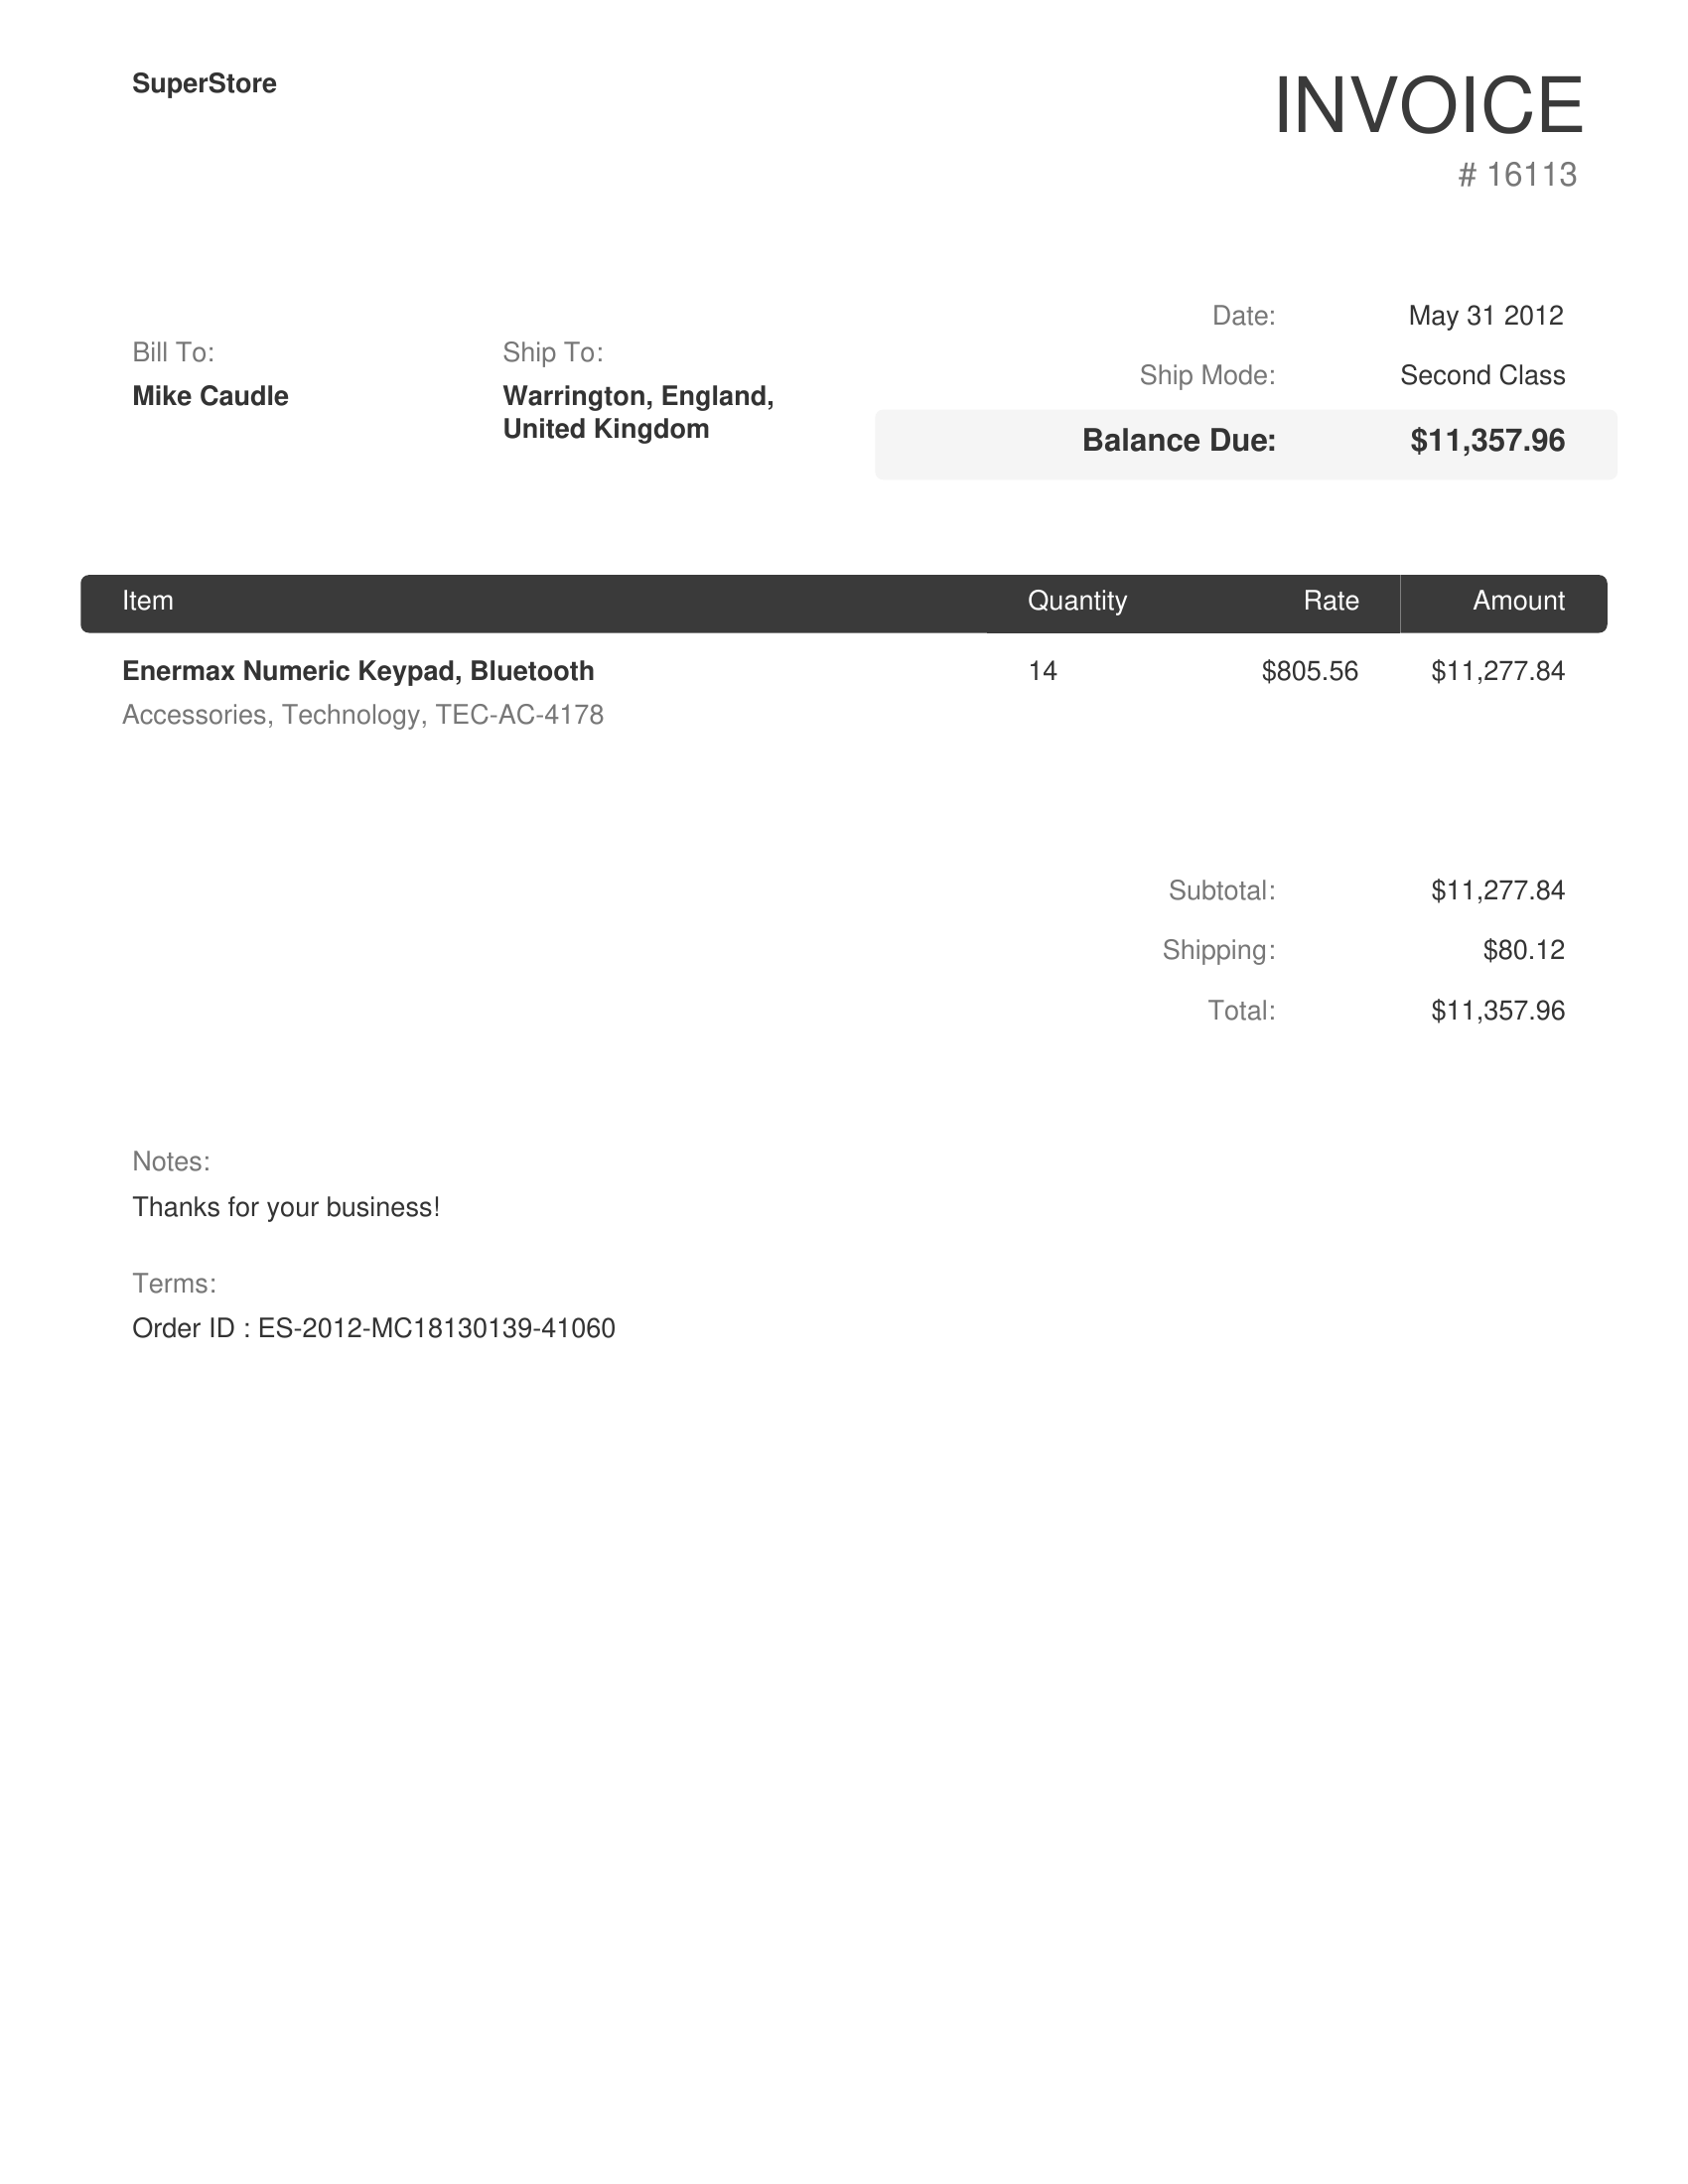 SuperStore
INVOICE
# 16113
Date: May 31 2012
Ship Mode: Second Class
Balance Due: $11,357.96
Bill To:
Mike Caudle
Ship To:
Warrington, England,
United Kingdom
Item Quantity Rate Amount
Enermax Numeric Keypad, Bluetooth 14 $805.56 $11,277.84
Accessories, Technology, TEC-AC-4178
Subtotal: $11,277.84
Shipping: $80.12
Total: $11,357.96
Notes:
Thanks for your business!
Terms:
Order ID : ES-2012-MC18130139-41060